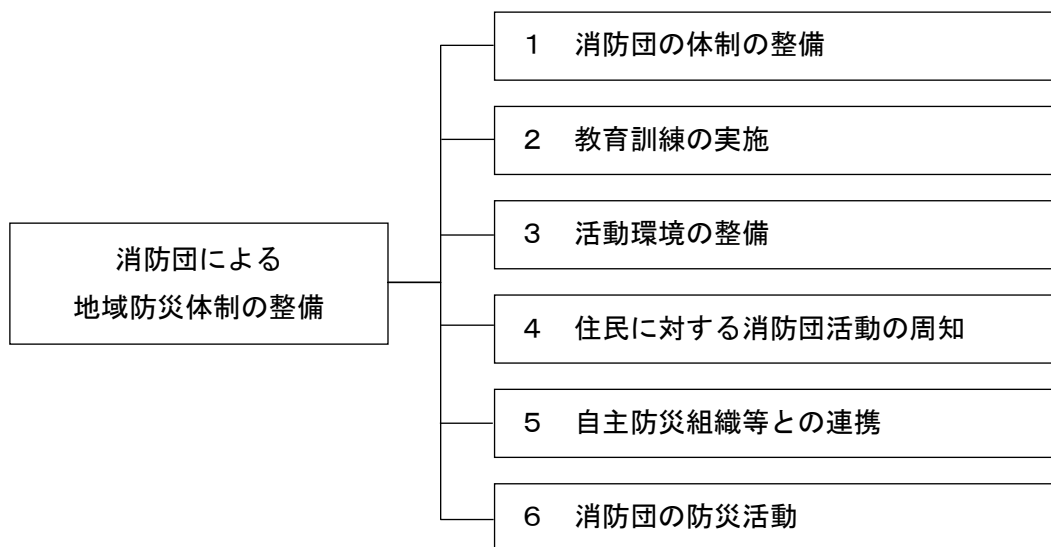 消防団による
地域防災体制の整備
１　消防団の体制の整備
２　教育訓練の実施
３　活動環境の整備
４　住民に対する消防団活動の周知
５　自主防災組織等との連携
６　消防団の防災活動